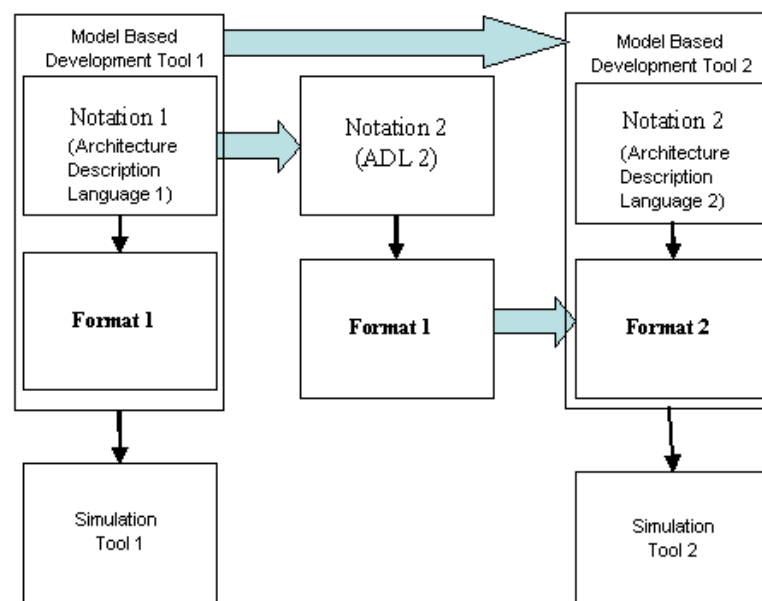 Model Based
Development Tool 1
Notation 1
(Architecture
Description
Language 1)
Format 1
Simulation
Tool 1
Notation 2
(ADL 2)
Format 1
Model Based
Development Tool 2
Notation 2
(Architecture
Description
Language 2)
Format 2
Simulation
Tool 2